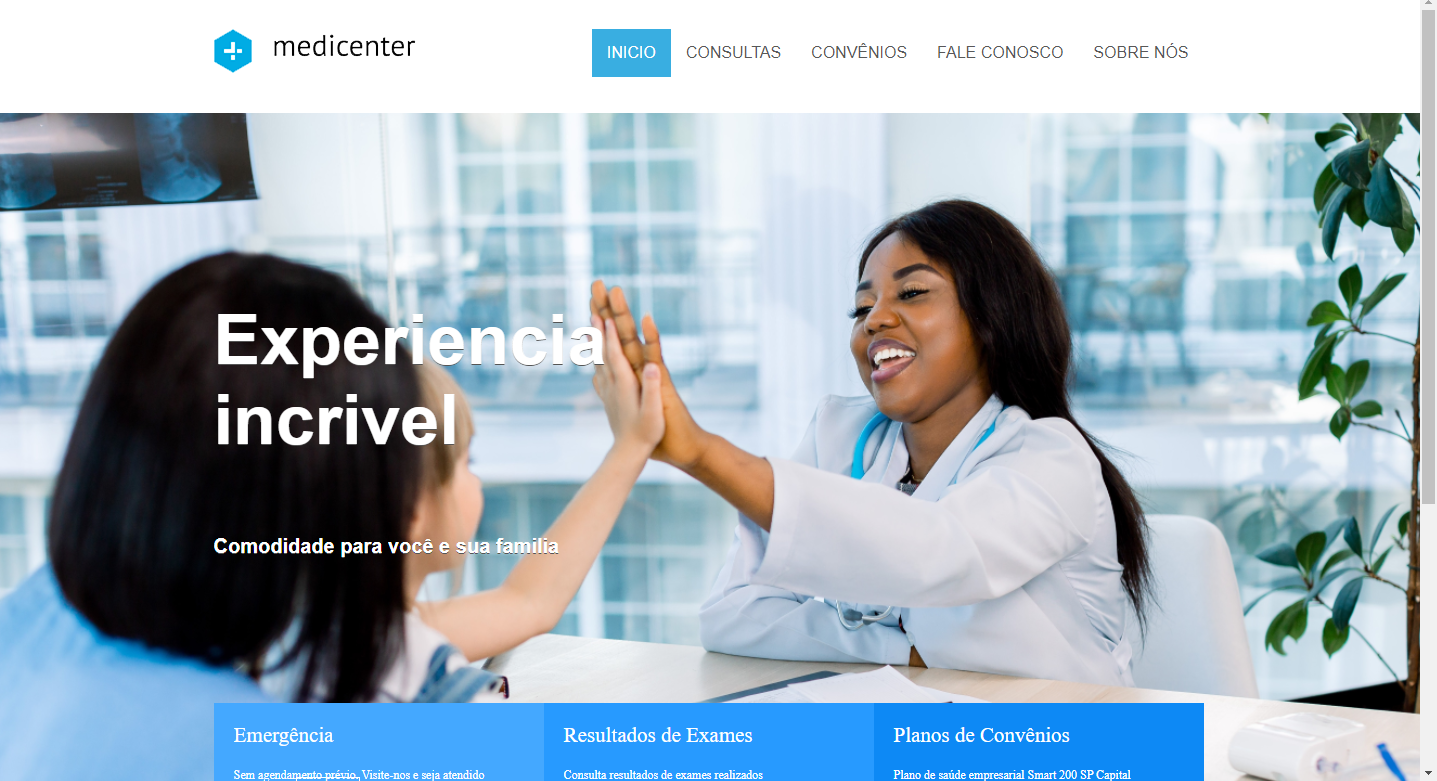 medicenter
INICIO CONSULTAS CONVÊNIOS FALE CONOSCO SOBRE NÓS
Experiencia
incrivel
Comodidade para você e sua familia
Emergência
Sem agendamento prévio, Visite-nos e seja atendido
Resultados de Exames
Consulta resultados de exames realizados
Planos de Convênios
Plano de saúde empresarial Smart 200 SP Capital